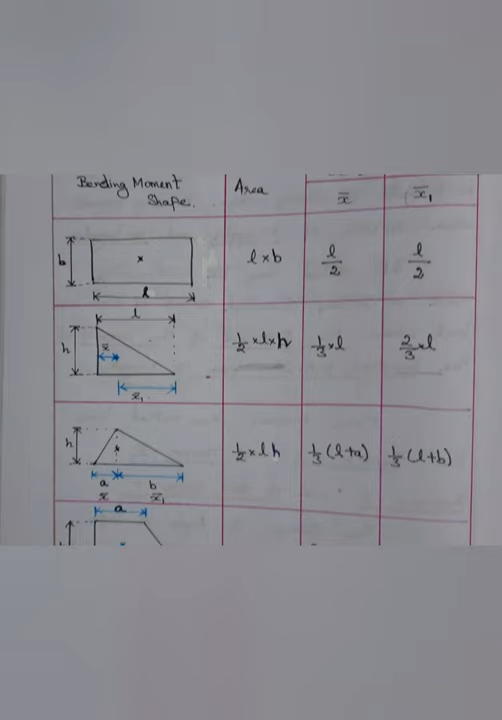 Bending Moment
Shape.
Area
x̄
x̄₁
b
l
l × b
l/2
l/2
l
h
x̄
x̄₁
1/2 × l × h
1/3 × l
2/3 × l
h
a
b
x̄
x̄₁
1/2 × l h
1/3 (l+a)
1/3 (l+b)
a